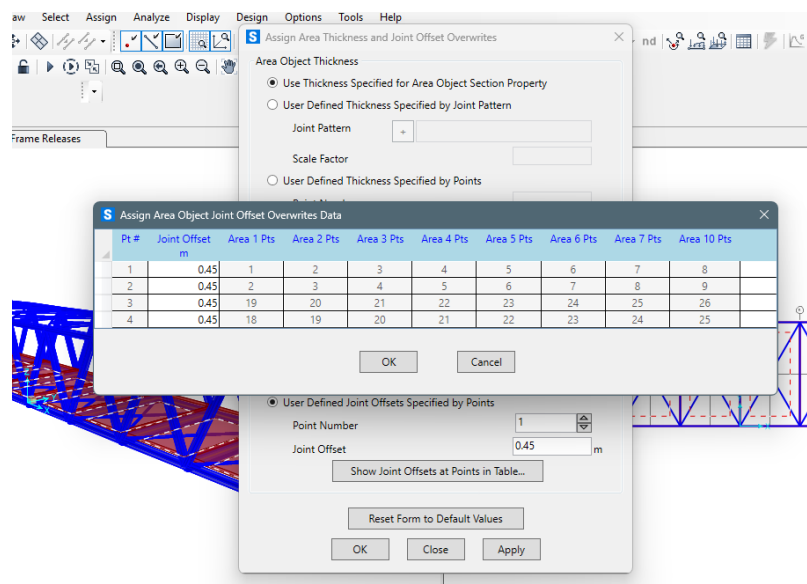 aw Select Assign Analyze Display Design Options Tools Help
S Assign Area Thickness and Joint Offset Overwrites
nd
Area Object Thickness
Use Thickness Specified for Area Object Section Property
User Defined Thickness Specified by Joint Pattern
Joint Pattern +
Scale Factor
Frame Releases
User Defined Thickness Specified by Points
S Assign Area Object Joint Offset Overwrites Data
Pt # Joint Offset Area 1 Pts Area 2 Pts Area 3 Pts Area 4 Pts Area 5 Pts Area 6 Pts Area 7 Pts Area 10 Pts
m
1 0.45 1 2 3 4 5 6 7 8
2 0.45 2 3 4 5 6 7 8 9
3 0.45 19 20 21 22 23 24 25 26
4 0.45 18 19 20 21 22 23 24 25
OK Cancel
User Defined Joint Offsets Specified by Points
Point Number 1
Joint Offset 0.45 m
Show Joint Offsets at Points in Table...
Reset Form to Default Values
OK Close Apply